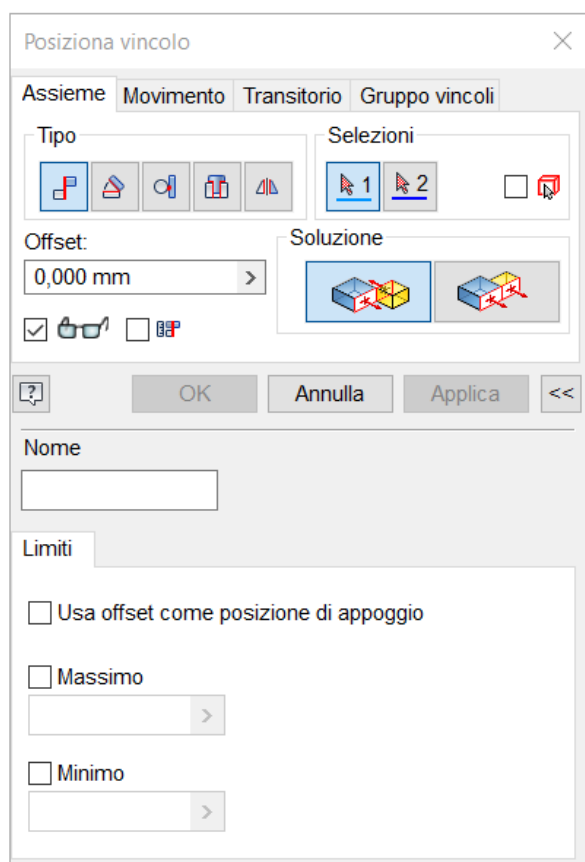 Posiziona vincolo
Assieme Movimento Transitorio Gruppo vincoli
Tipo Selezioni
1 2
Offset: Soluzione
0,000 mm >
? OK Annulla Applica <<
Nome
Limiti
Usa offset come posizione di appoggio
Massimo
>
Minimo
>